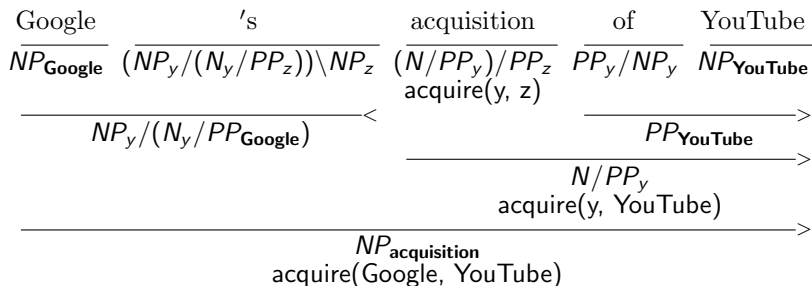 Google 's acquisition of YouTube
NP_Google (NP_y/(N_y/PP_z))\NP_z (N/PP_y)/PP_z PP_y/NP_y NP_YouTube
acquire(y, z)
< >
NP_y/(N_y/PP_Google) PP_YouTube
>
N/PP_y
acquire(y, YouTube)
>
NP_acquisition
acquire(Google, YouTube)